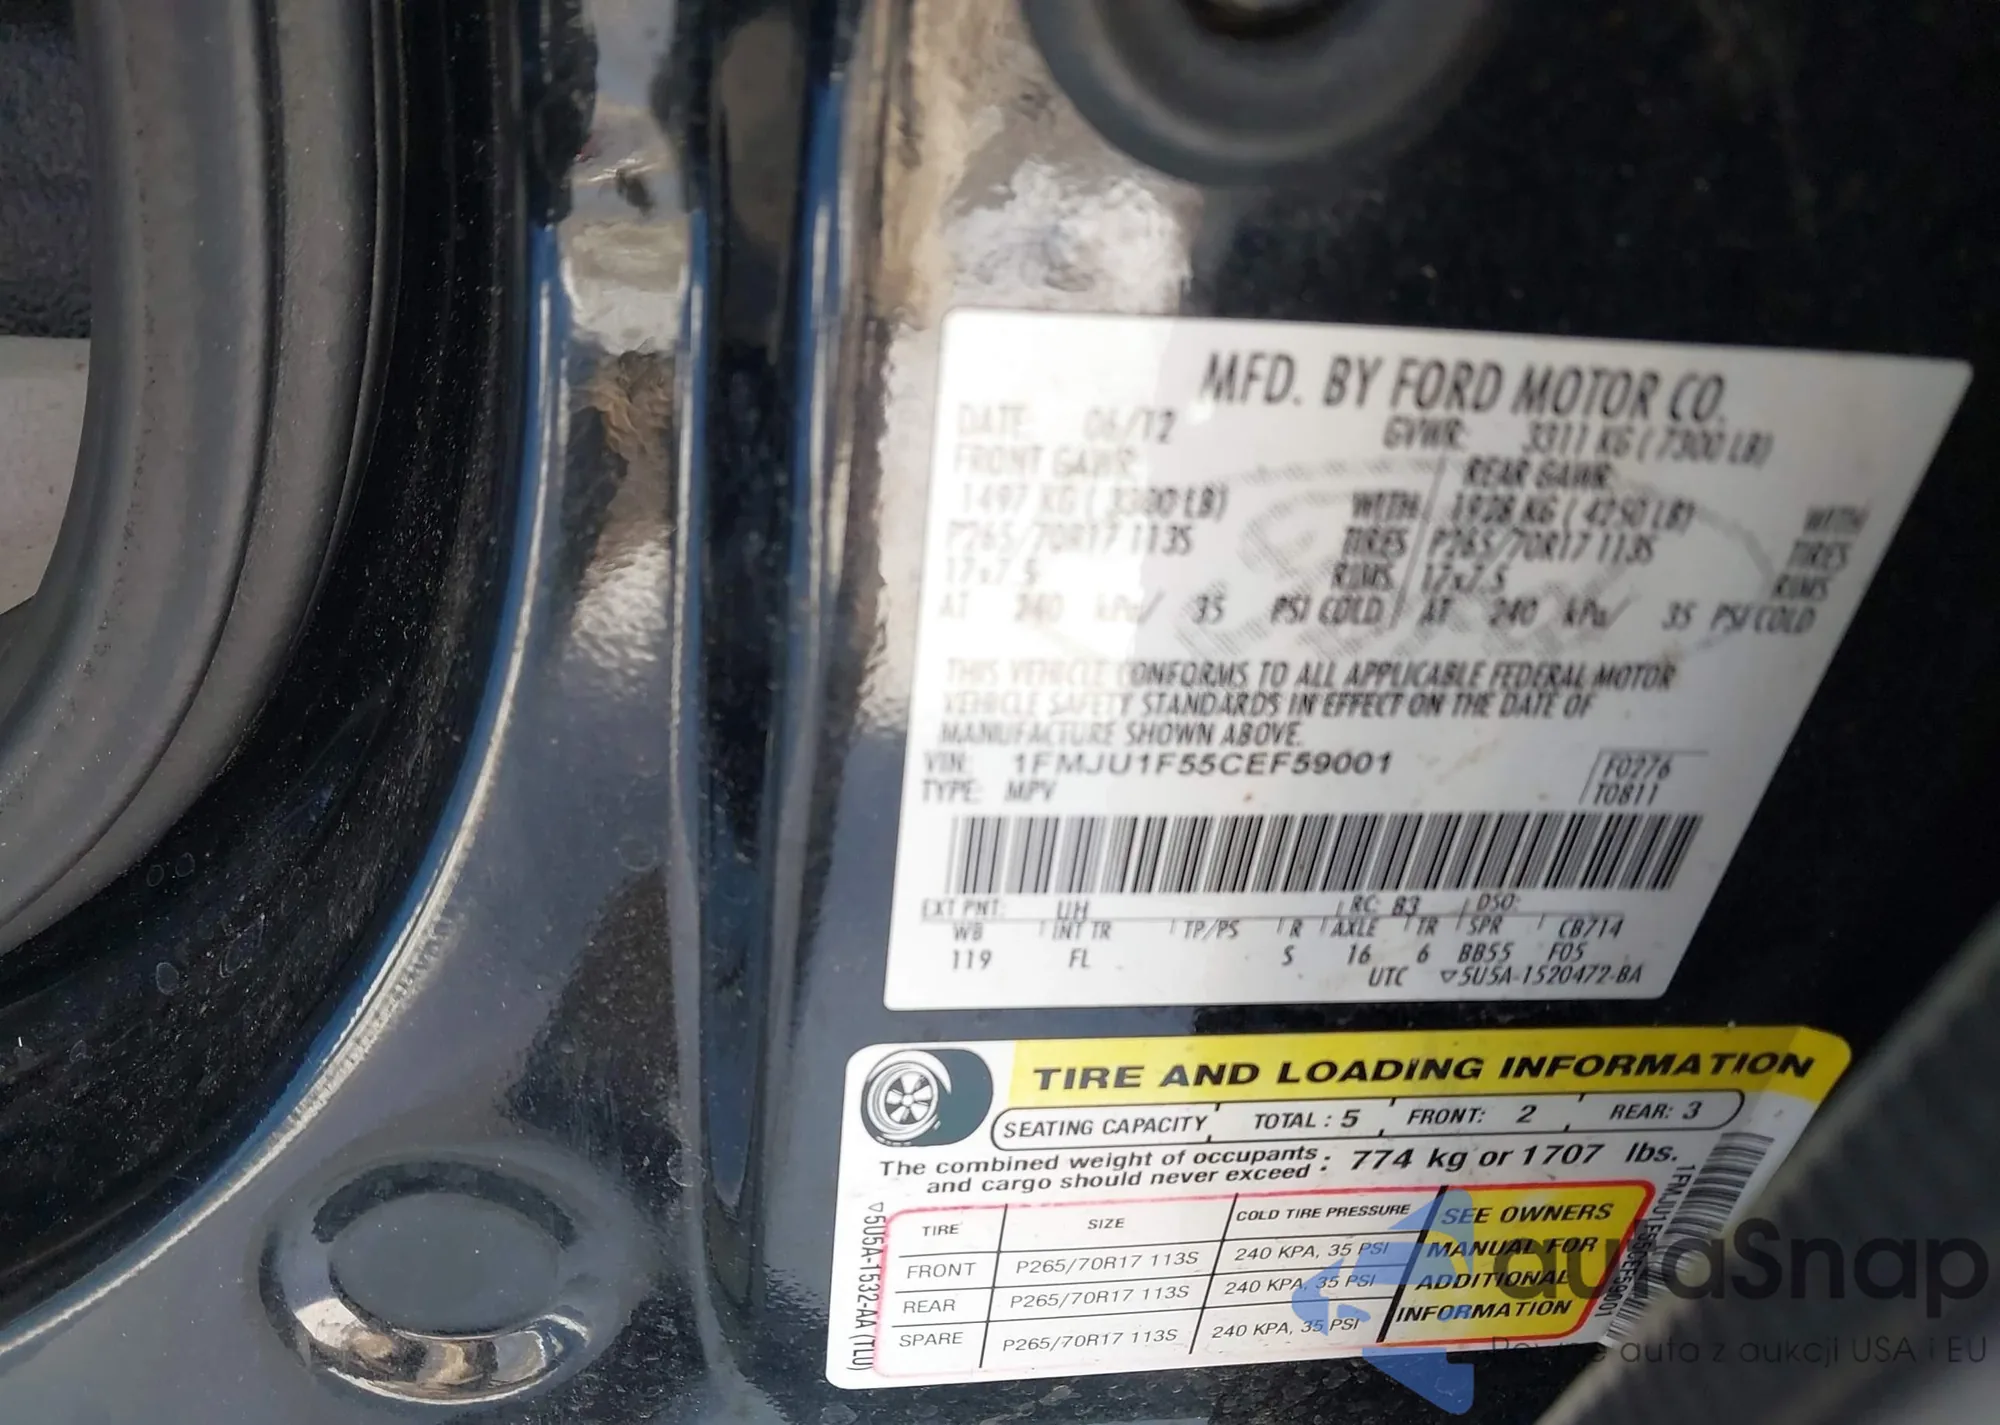 MFD. BY FORD MOTOR CO.
DATE: 06/12 GVWR: 3311 KG ( 7300 LB)
FRONT GAWR: REAR GAWR:
1497 KG ( 3300 LB) WITH 1928 KG ( 4250 LB) WITH
P265/70R17 113S TIRES P265/70R17 113S TIRES
17x7.5 RIMS 17x7.5 RIMS
AT 240 kPa/ 35 PSI COLD AT 240 kPa/ 35 PSI COLD
THIS VEHICLE CONFORMS TO ALL APPLICABLE FEDERAL MOTOR
VEHICLE SAFETY STANDARDS IN EFFECT ON THE DATE OF
MANUFACTURE SHOWN ABOVE.
VIN: 1FMJU1F55CEF59001 F0276
TYPE: MPV T0811
EXT PNT: UH RC: 83 DSO:
WB INT TR TP/PS R AXLE TR SPR CB714
119 FL S 16 6 BB55 F05
UTC ▽5U5A-1520472-BA
TIRE AND LOADING INFORMATION
SEATING CAPACITY TOTAL : 5 FRONT: 2 REAR: 3
The combined weight of occupants : 774 kg or 1707 lbs.
and cargo should never exceed
TIRE SIZE COLD TIRE PRESSURE SEE OWNERS
FRONT P265/70R17 113S 240 KPA, 35 PSI MANUAL FOR
REAR P265/70R17 113S 240 KPA, 35 PSI ADDITIONAL
SPARE P265/70R17 113S 240 KPA, 35 PSI INFORMATION
▽5U5A-1532-AA (TLU)
1FMJU1F55CEF59001
auraSnap
Pewne auta z aukcji USA i EU